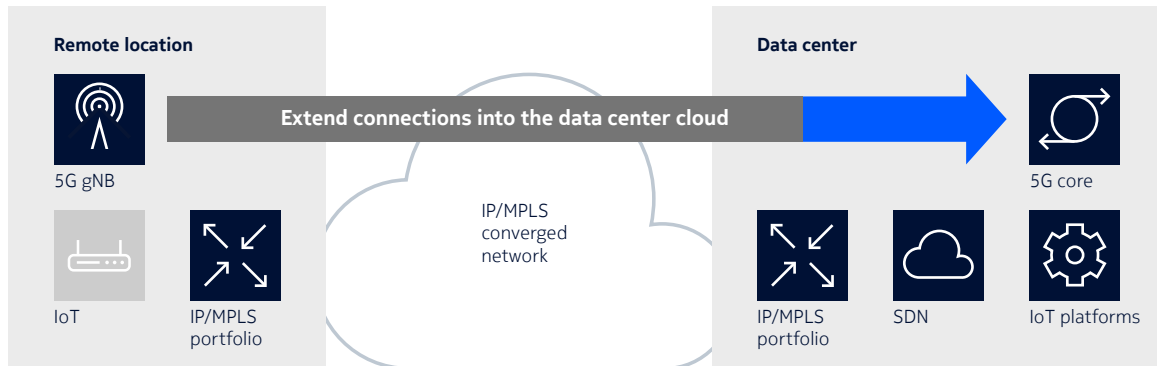 Remote location
Data center
Extend connections into the data center cloud
5G gNB
5G core
IP/MPLS
converged
network
IoT
IP/MPLS
portfolio
IP/MPLS
portfolio
SDN
IoT platforms